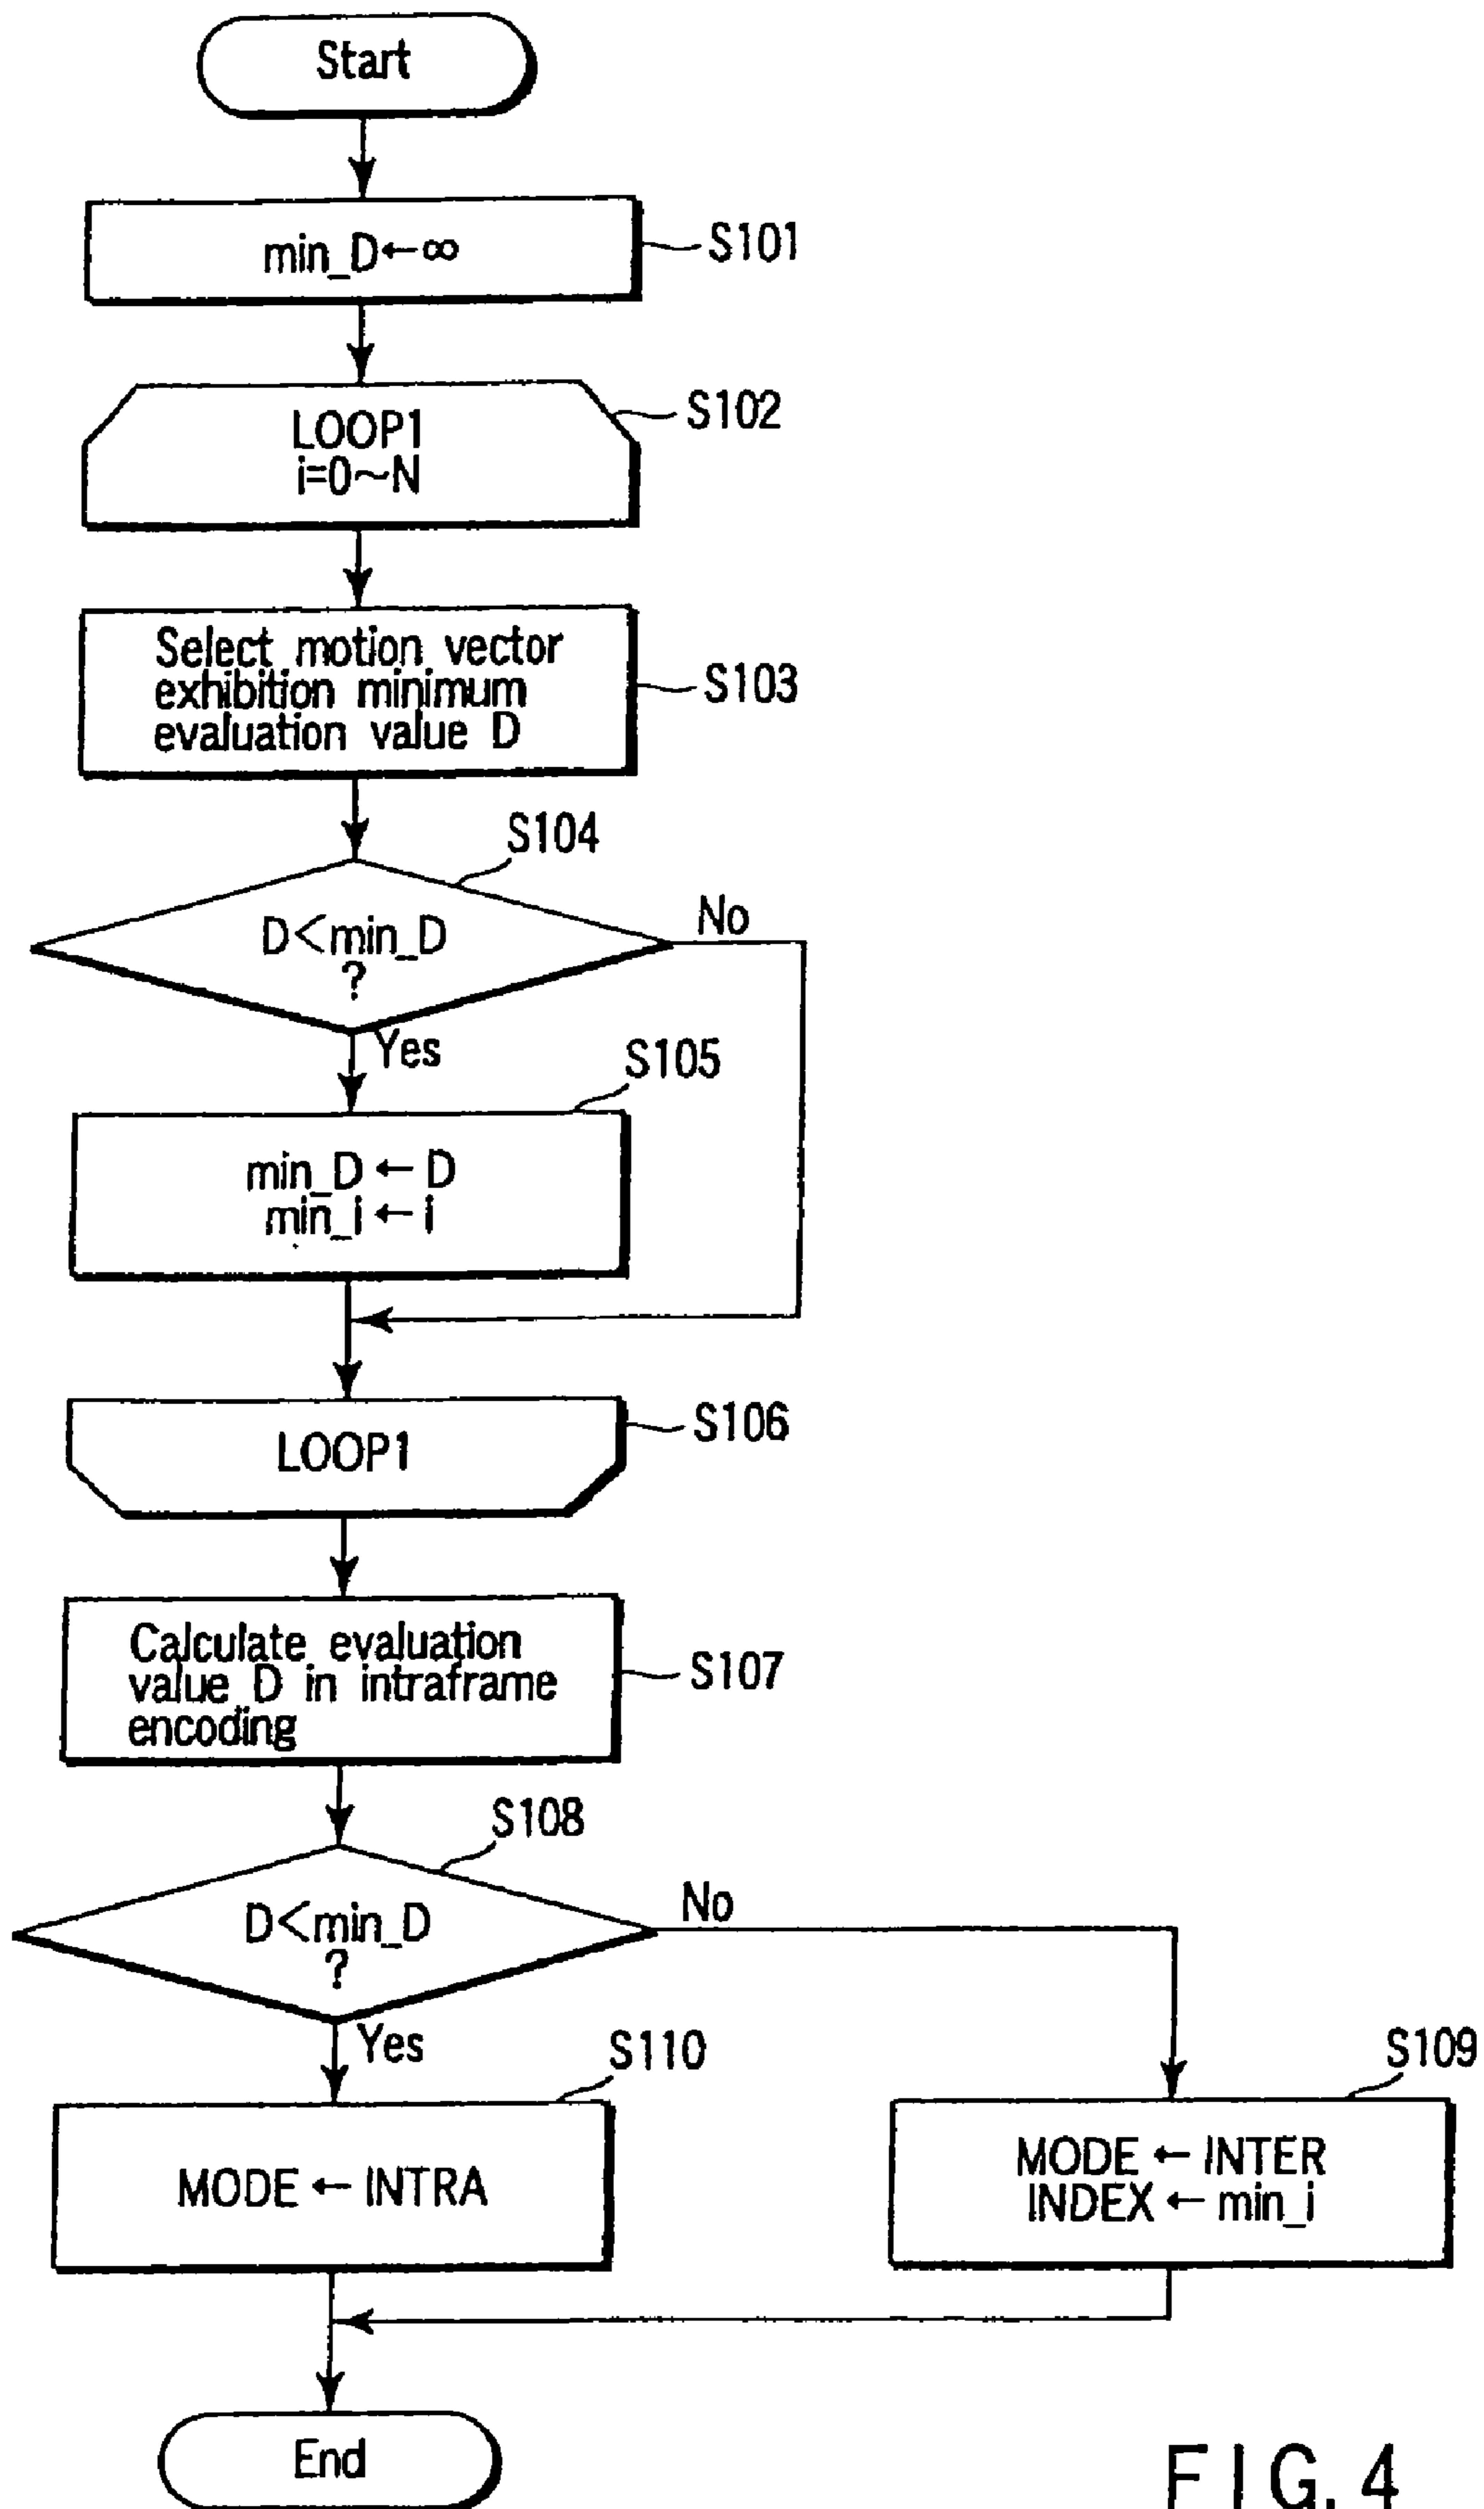 Start
min_D←∞
S101
LOOP1
i=0~N
S102
Select motion vector
exhibition minimum
evaluation value D
S103
S104
D<min_D
?
No
Yes
S105
min_D ← D
min_i ← i
LOOP1
S106
Calculate evaluation
value D in intraframe
encoding
S107
S108
D<min_D
?
No
Yes
S110
S109
MODE ← INTRA
MODE ← INTER
INDEX ← min_i
End
FIG. 4